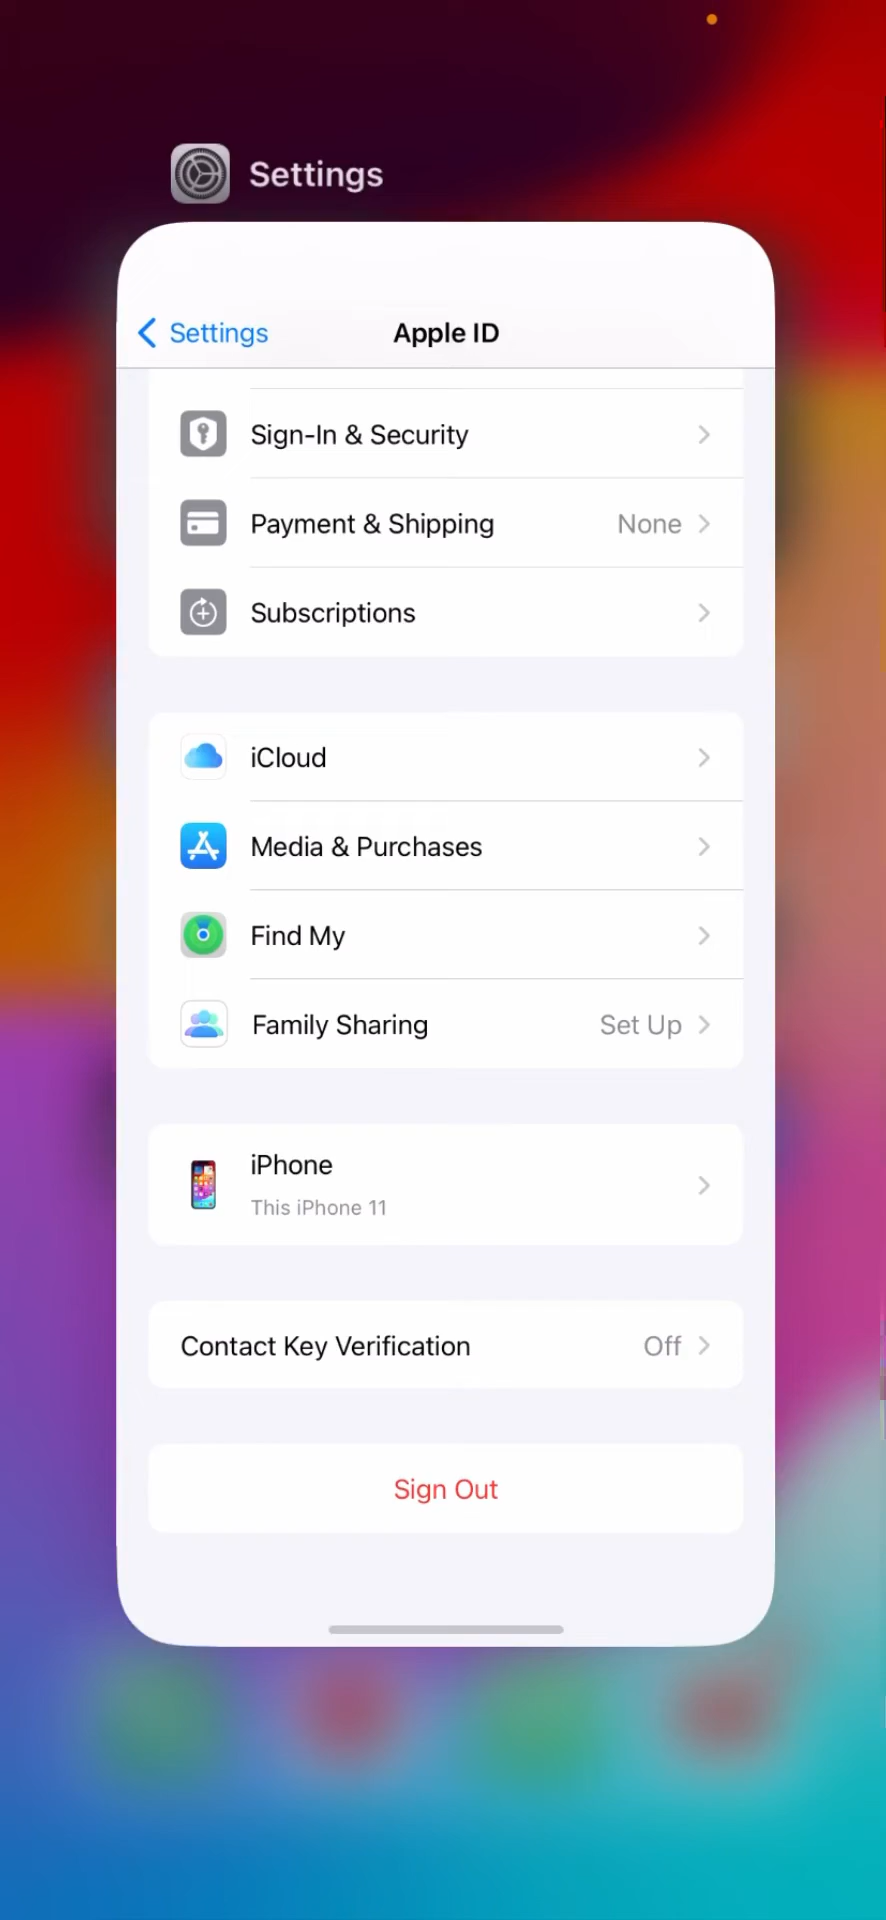 Settings
Settings
Apple ID
Sign-In & Security
Payment & Shipping None
Subscriptions
iCloud
Media & Purchases
Find My
Family Sharing Set Up
iPhone
This iPhone 11
Contact Key Verification Off
Sign Out